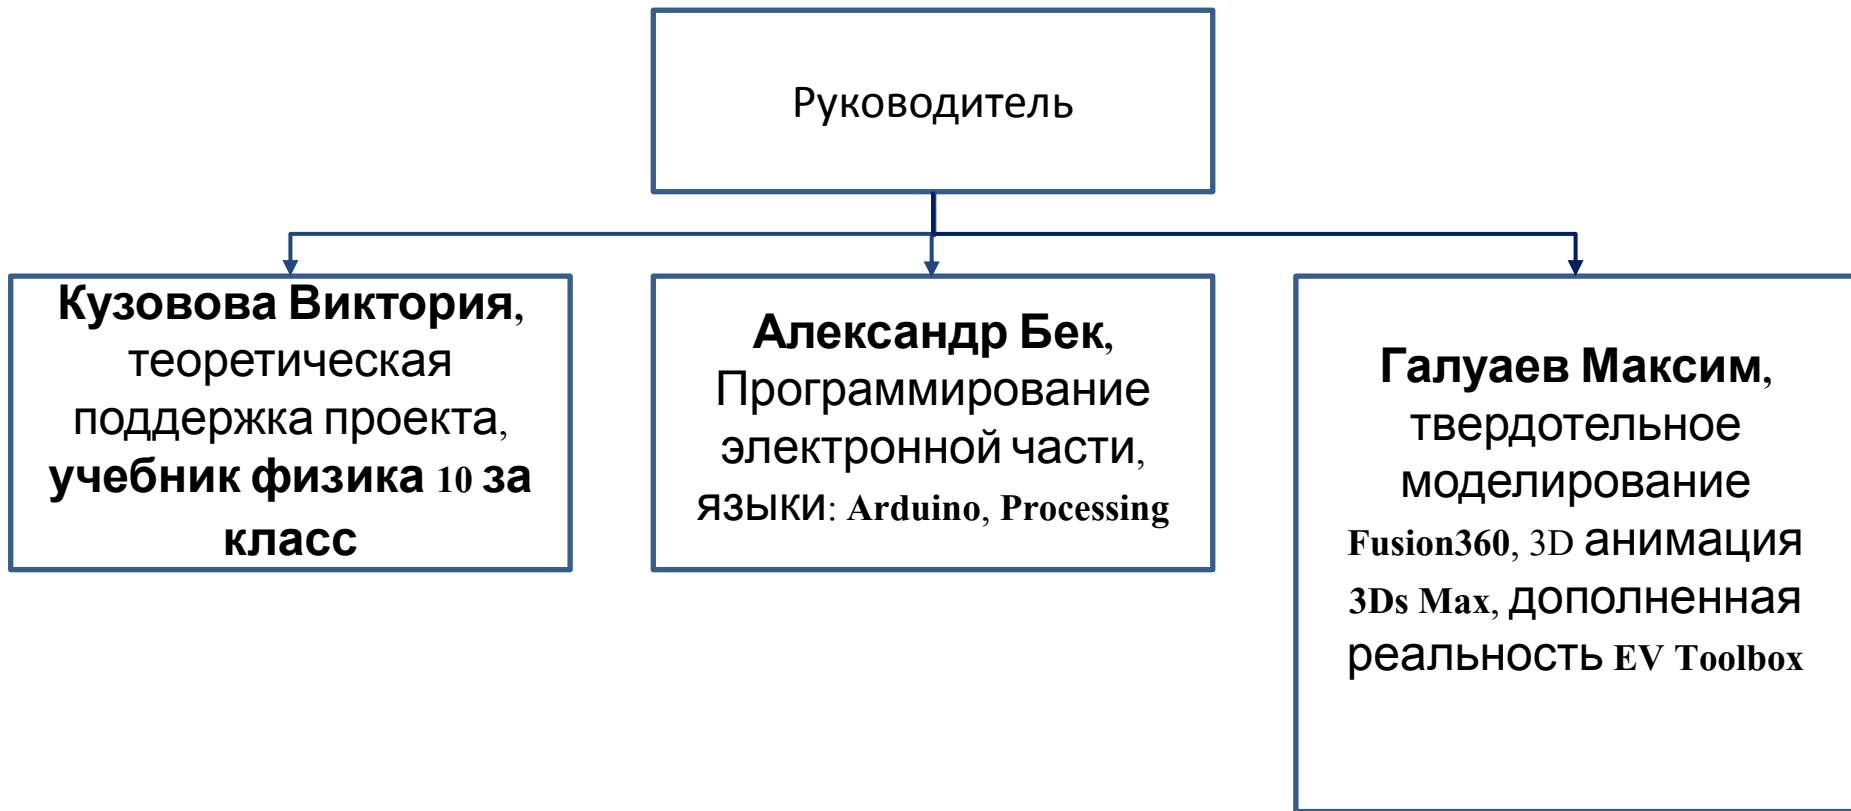 Руководитель
Кузовова Виктория,
теоретическая
поддержка проекта,
учебник физика 10 за
класс
Александр Бек,
Программирование
электронной части,
языки: Arduino, Processing
Галуаев Максим,
твердотельное
моделирование
Fusion360, 3D анимация
3Ds Max, дополненная
реальность EV Toolbox